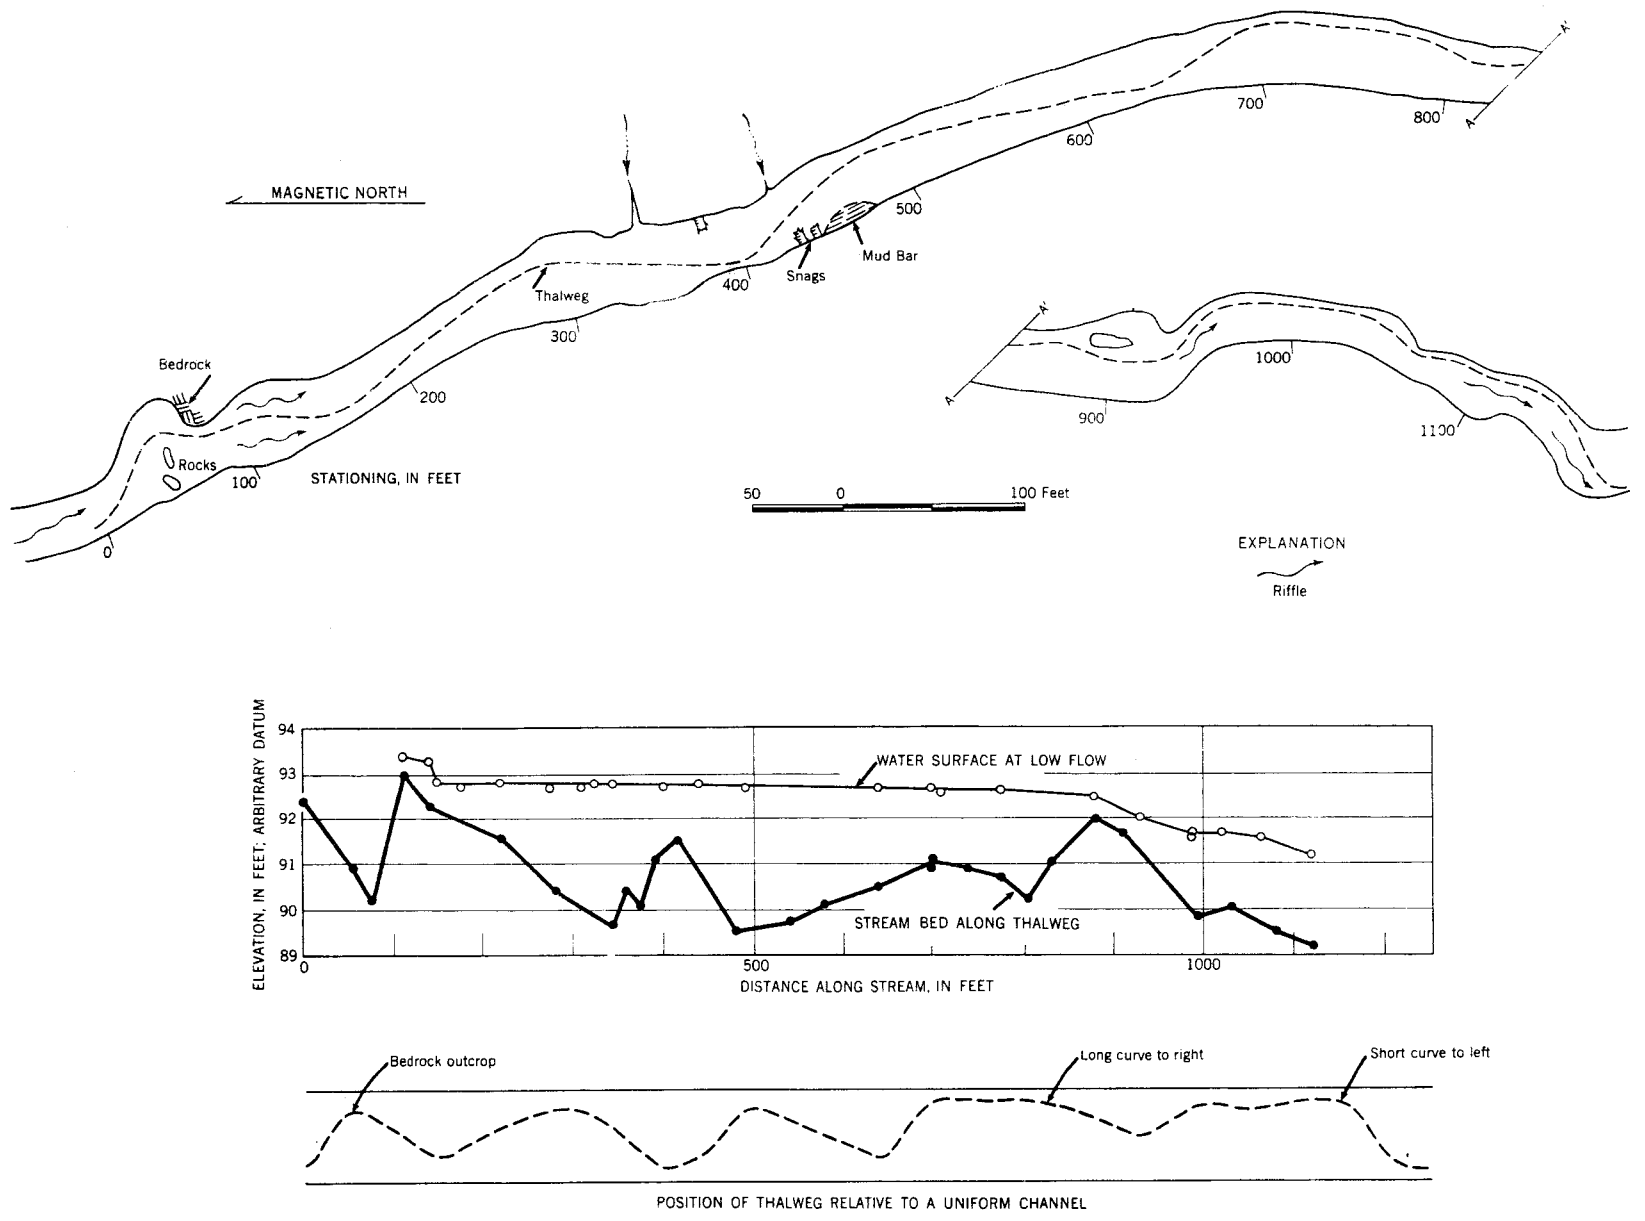 A'
A
700
800
600
500
MAGNETIC NORTH
Mud Bar
Snags
400
Thalweg
300
A'
A
1000
900
1100
Bedrock
200
Rocks
100
STATIONING, IN FEET
0
50 0 100 Feet
EXPLANATION
Riffle
ELEVATION, IN FEET; ARBITRARY DATUM
94
93
92
91
90
89
WATER SURFACE AT LOW FLOW
STREAM BED ALONG THALWEG
0 500 1000
DISTANCE ALONG STREAM, IN FEET
Bedrock outcrop
Long curve to right
Short curve to left
POSITION OF THALWEG RELATIVE TO A UNIFORM CHANNEL